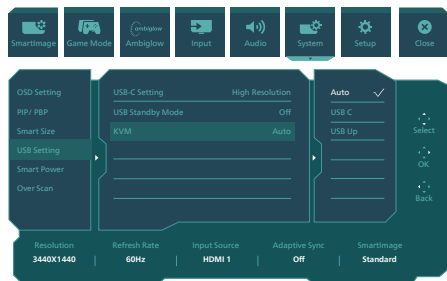 SmartImage Game Mode Ambiglow Input Audio System Setup Close
ambiglow
OSD Setting
PIP/ PBP
Smart Size
USB Setting
Smart Power
Over Scan
USB-C Setting High Resolution
USB Standby Mode Off
KVM Auto
Auto
USB C
USB Up
Select
OK
Back
Resolution Refresh Rate Input Source Adaptive Sync SmartImage
3440X1440 60Hz HDMI 1 Off Standard